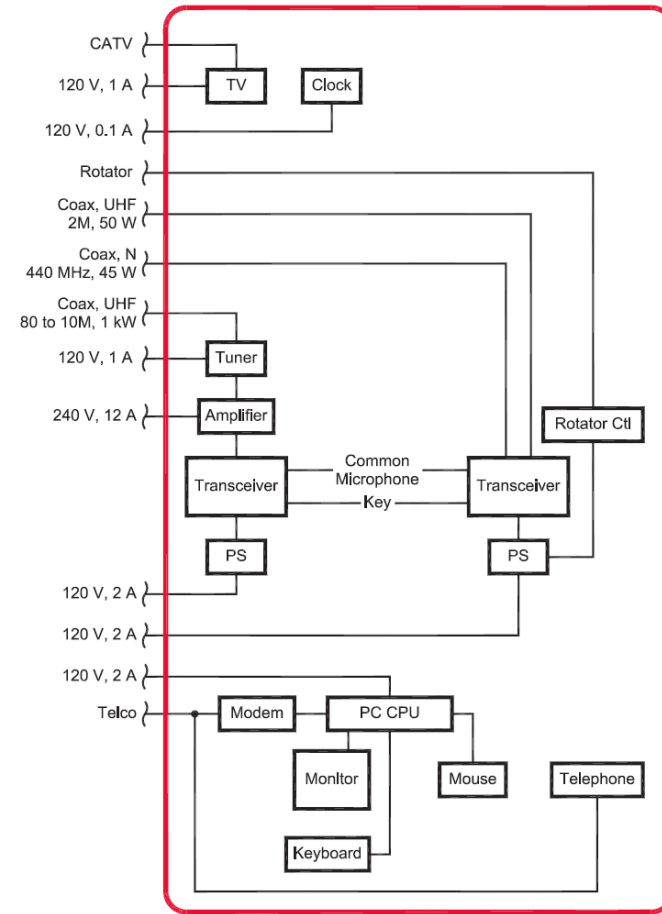 CATV
120 V, 1 A
TV
Clock
120 V, 0.1 A
Rotator
Coax, UHF
2M, 50 W
Coax, N
440 MHz, 45 W
Coax, UHF
80 to 10M, 1 kW
120 V, 1 A
Tuner
240 V, 12 A
Amplifier
Rotator Ctl
Transceiver
Common
Microphone
Key
Transceiver
PS
PS
120 V, 2 A
120 V, 2 A
120 V, 2 A
Telco
Modem
PC CPU
Monitor
Mouse
Telephone
Keyboard